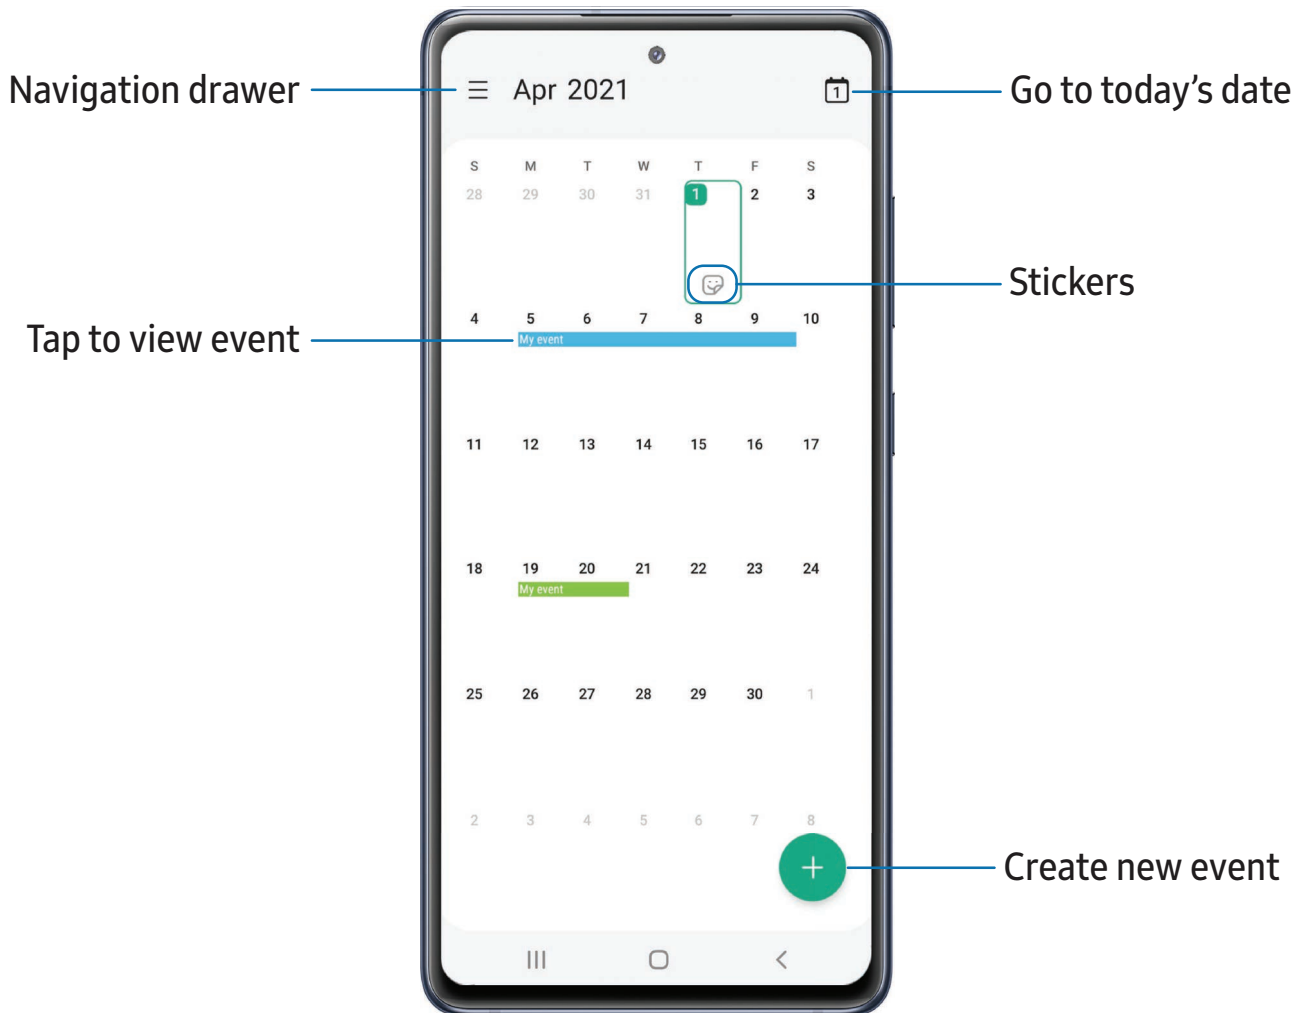 Navigation drawer
Apr 2021
1
Go to today's date
S M T W T F S
28 29 30 31 1 2 3
Stickers
4 5 6 7 8 9 10
Tap to view event
My event
11 12 13 14 15 16 17
18 19 20 21 22 23 24
My event
25 26 27 28 29 30 1
2 3 4 5 6 7 8
Create new event